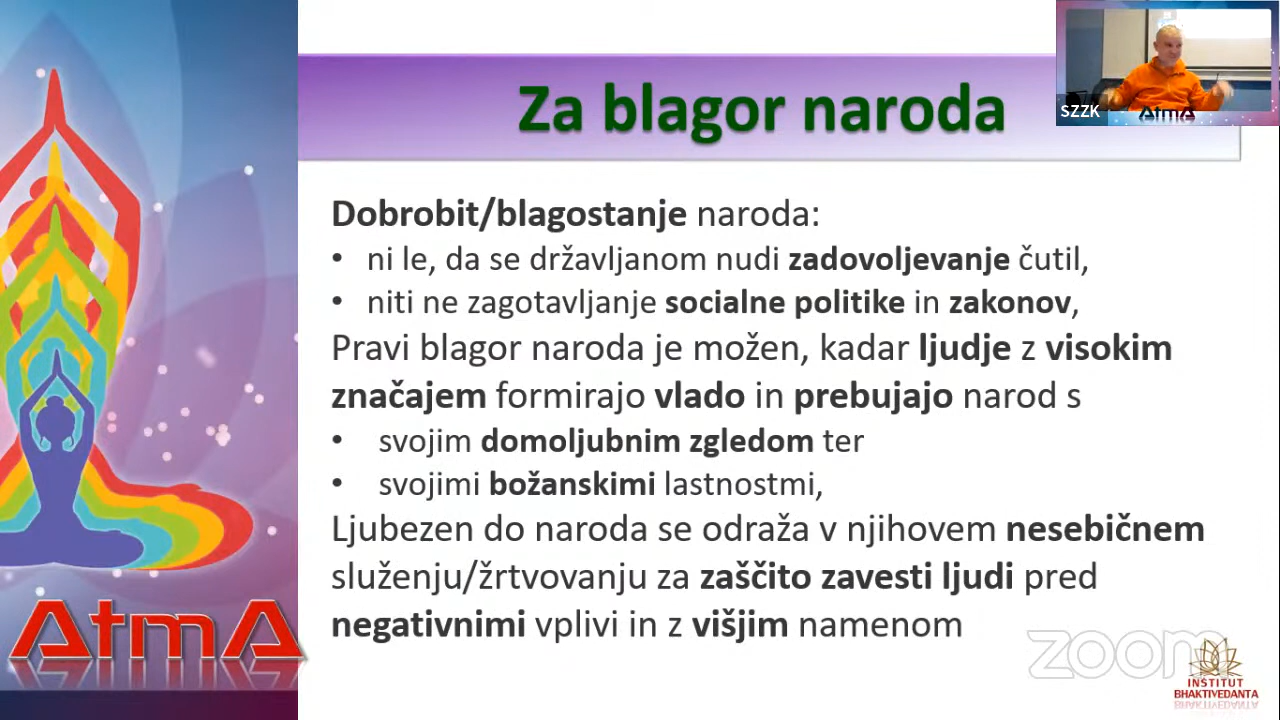 Za blagor naroda
SZZK
AtmA
Dobrobit/blagostanje naroda:
• ni le, da se državljanom nudi zadovoljevanje čutil,
• niti ne zagotavljanje socialne politike in zakonov,
Pravi blagor naroda je možen, kadar ljudje z visokim
značajem formirajo vlado in prebujajo narod s
• svojim domoljubnim zgledom ter
• svojimi božanskimi lastnostmi,
Ljubezen do naroda se odraža v njihovem nesebičnem
služenju/žrtvovanju za zaščito zavesti ljudi pred
negativnimi vplivi in z višjim namenom
AtmA
zoom
INSTITUT
BHAKTIVEDANTA